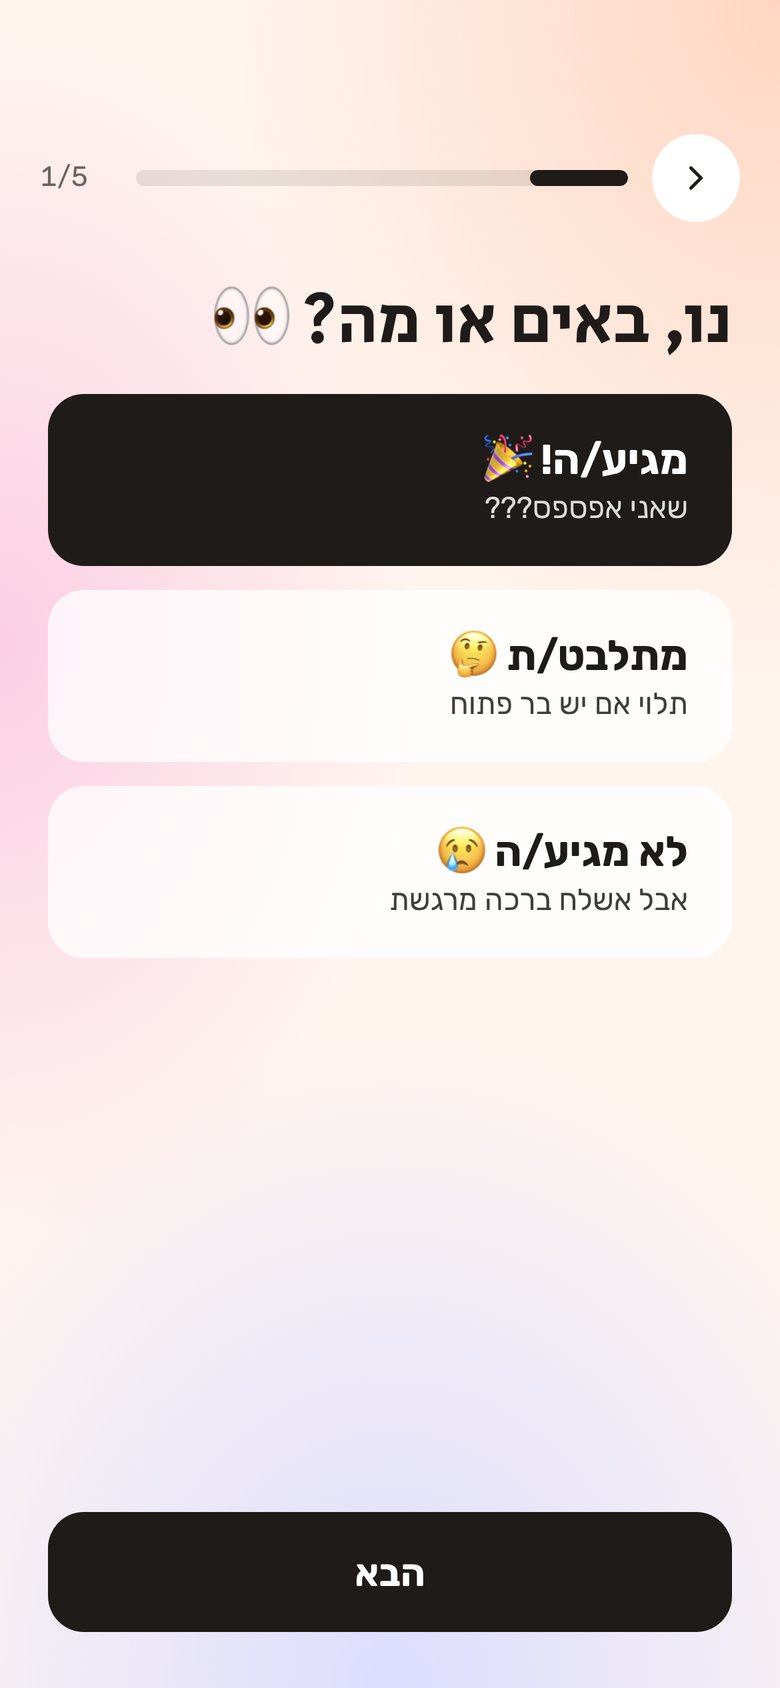 1/5
נו, באים או מה? 👀
מגיע/ה! 🎉
שאני אפספס???
מתלבט/ת 🤔
תלוי אם יש בר פתוח
לא מגיע/ה 😢
אבל אשלח ברכה מרגשת
הבא